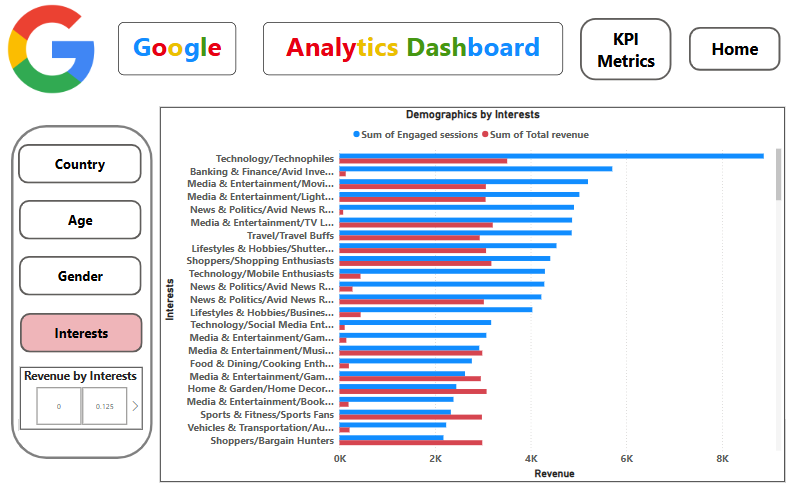 Google
Analytics Dashboard
KPI
Metrics
Home
Country
Age
Gender
Interests
Revenue by Interests
0
0.125
Demographics by Interests
Sum of Engaged sessions
Sum of Total revenue
Interests
Technology/Technophiles
Banking & Finance/Avid Inve...
Media & Entertainment/Movi...
Media & Entertainment/Light...
News & Politics/Avid News R...
Media & Entertainment/TV L...
Travel/Travel Buffs
Lifestyles & Hobbies/Shutter...
Shoppers/Shopping Enthusiasts
Technology/Mobile Enthusiasts
News & Politics/Avid News R...
News & Politics/Avid News R...
Lifestyles & Hobbies/Busines...
Technology/Social Media Ent...
Media & Entertainment/Gam...
Media & Entertainment/Musi...
Food & Dining/Cooking Enth...
Media & Entertainment/Gam...
Home & Garden/Home Decor...
Media & Entertainment/Book...
Sports & Fitness/Sports Fans
Vehicles & Transportation/Au...
Shoppers/Bargain Hunters
0K
2K
4K
6K
8K
Revenue